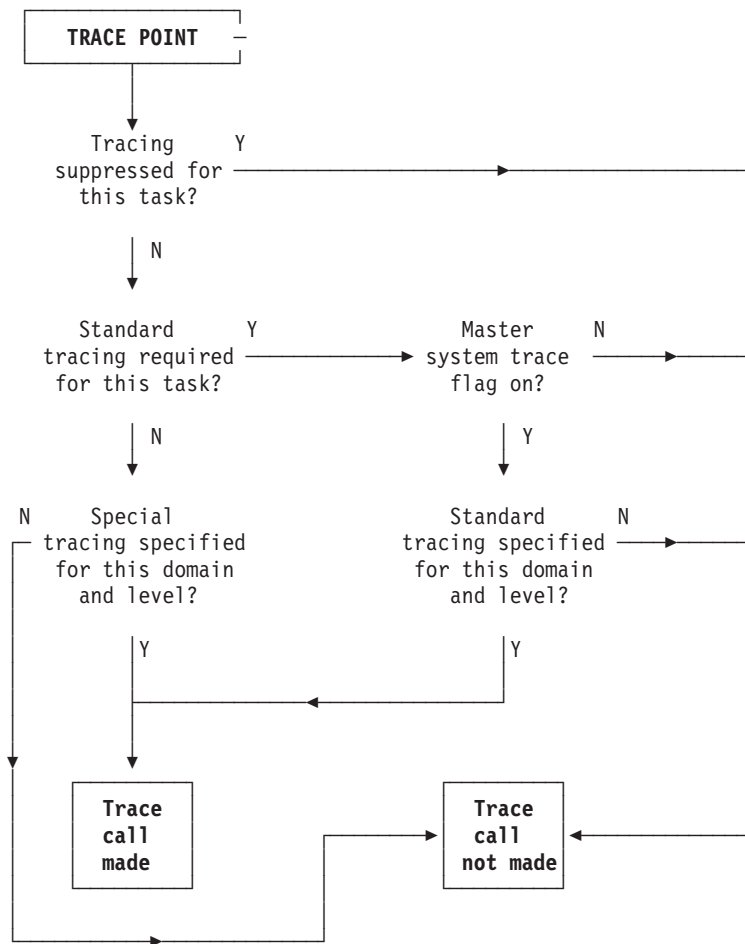 TRACE POINT
Tracing Y
suppressed for
this task?
N
Standard Y Master N
tracing required system trace
for this task? flag on?
N Y
N Special Standard N
tracing specified tracing specified
for this domain for this domain
and level? and level?
Y Y
Trace Trace
call call
made not made